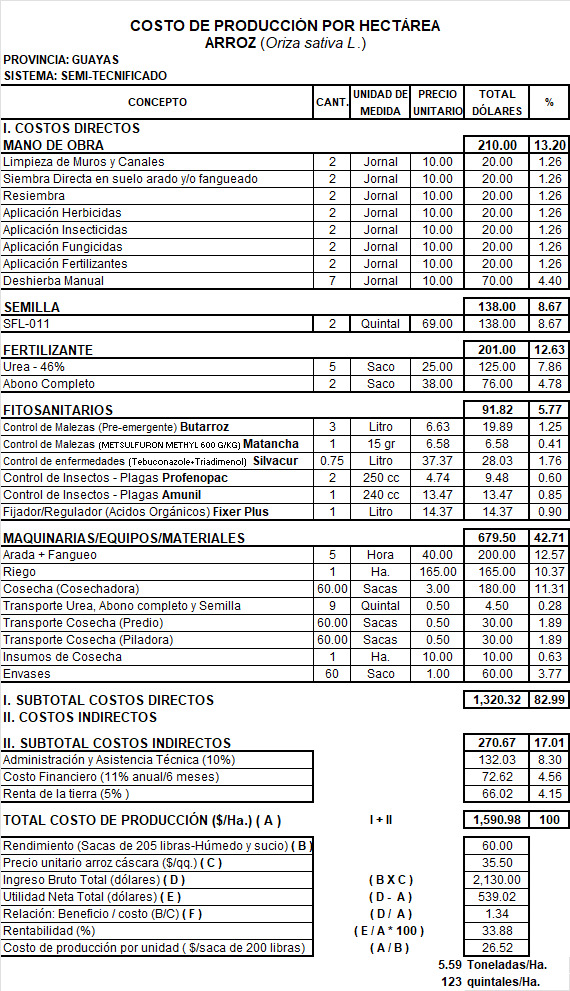 COSTO DE PRODUCCIÓN POR HECTÁREA
ARROZ (Oriza sativa L.)
PROVINCIA: GUAYAS
SISTEMA: SEMI-TECNIFICADO
CONCEPTO CANT. UNIDAD DE MEDIDA PRECIO UNITARIO TOTAL DÓLARES %
I. COSTOS DIRECTOS
MANO DE OBRA 210.00 13.20
Limpieza de Muros y Canales 2 Jornal 10.00 20.00 1.26
Siembra Directa en suelo arado y/o fangueado 2 Jornal 10.00 20.00 1.26
Resiembra 2 Jornal 10.00 20.00 1.26
Aplicación Herbicidas 2 Jornal 10.00 20.00 1.26
Aplicación Insecticidas 2 Jornal 10.00 20.00 1.26
Aplicación Fungicidas 2 Jornal 10.00 20.00 1.26
Aplicación Fertilizantes 2 Jornal 10.00 20.00 1.26
Deshierba Manual 7 Jornal 10.00 70.00 4.40
SEMILLA 138.00 8.67
SFL-011 2 Quintal 69.00 138.00 8.67
FERTILIZANTE 201.00 12.63
Urea - 46% 5 Saco 25.00 125.00 7.86
Abono Completo 2 Saco 38.00 76.00 4.78
FITOSANITARIOS 91.82 5.77
Control de Malezas (Pre-emergente) Butarroz 3 Litro 6.63 19.89 1.25
Control de Malezas (METSULFURON METHYL 600 G/KG) Matancha 1 15 gr 6.58 6.58 0.41
Control de enfermedades (Tebuconazole+Triadimenol) Silvacur 0.75 Litro 37.37 28.03 1.76
Control de Insectos - Plagas Profenopac 2 250 cc 4.74 9.48 0.60
Control de Insectos - Plagas Amunil 1 240 cc 13.47 13.47 0.85
Fijador/Regulador (Acidos Orgánicos) Fixer Plus 1 Litro 14.37 14.37 0.90
MAQUINARIAS/EQUIPOS/MATERIALES 679.50 42.71
Arada + Fangueo 5 Hora 40.00 200.00 12.57
Riego 1 Ha. 165.00 165.00 10.37
Cosecha (Cosechadora) 60.00 Sacas 3.00 180.00 11.31
Transporte Urea, Abono completo y Semilla 9 Quintal 0.50 4.50 0.28
Transporte Cosecha (Predio) 60.00 Sacas 0.50 30.00 1.89
Transporte Cosecha (Piladora) 60.00 Sacas 0.50 30.00 1.89
Insumos de Cosecha 1 Ha. 10.00 10.00 0.63
Envases 60 Saco 1.00 60.00 3.77
I. SUBTOTAL COSTOS DIRECTOS 1,320.32 82.99
II. COSTOS INDIRECTOS
II. SUBTOTAL COSTOS INDIRECTOS 270.67 17.01
Administración y Asistencia Técnica (10%) 132.03 8.30
Costo Financiero (11% anual/6 meses) 72.62 4.56
Renta de la tierra (5% ) 66.02 4.15
TOTAL COSTO DE PRODUCCIÓN ($/Ha.) ( A ) I + II 1,590.98 100
Rendimiento (Sacas de 205 libras-Húmedo y sucio) ( B ) 60.00
Precio unitario arroz cáscara ($/qq.) ( C ) 35.50
Ingreso Bruto Total (dólares) ( D ) ( B X C ) 2,130.00
Utilidad Neta Total (dólares) ( E ) ( D - A ) 539.02
Relación: Beneficio / costo (B/C) ( F ) ( D / A ) 1.34
Rentabilidad (%) ( E / A * 100 ) 33.88
Costo de producción por unidad ( $/saca de 200 libras) ( A / B ) 26.52
5.59 Toneladas/Ha.
123 quintales/Ha.